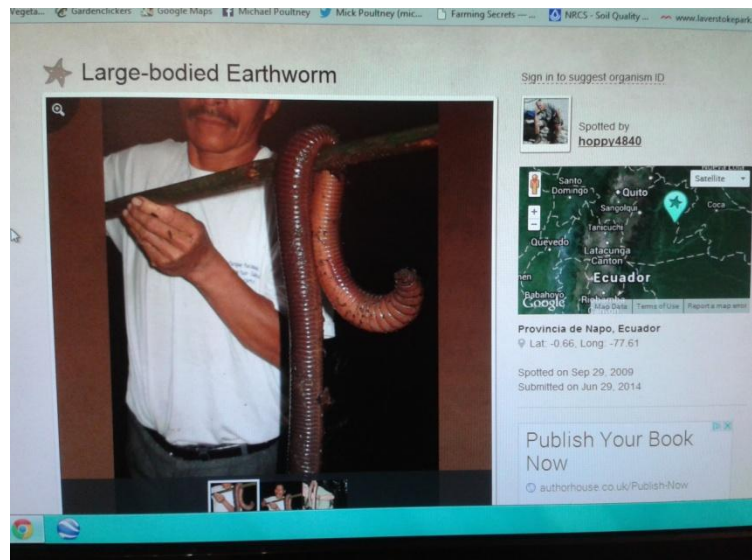 Gardenclickers
Google Maps
Michael Poultney
Mick Poultney (mic...
Farming Secrets — ...
NRCS - Soil Quality ...
www.laverstokepark.
Large-bodied Earthworm
Sign in to suggest organism ID
Spotted by
hoppy4840
Satellite
Santo
Domingo
Quito
Sangolqui
Coca
Tanicuchi
Quevedo
Latacunga
Canton
Ecuador
Babahoyo
Google
Map Data
Terms of Use
Report a map error
Provincia de Napo, Ecuador
Lat: -0.66, Long: -77.61
Spotted on Sep 29, 2009
Submitted on Jun 29, 2014
Publish Your Book
Now
authorhouse.co.uk/Publish-Now